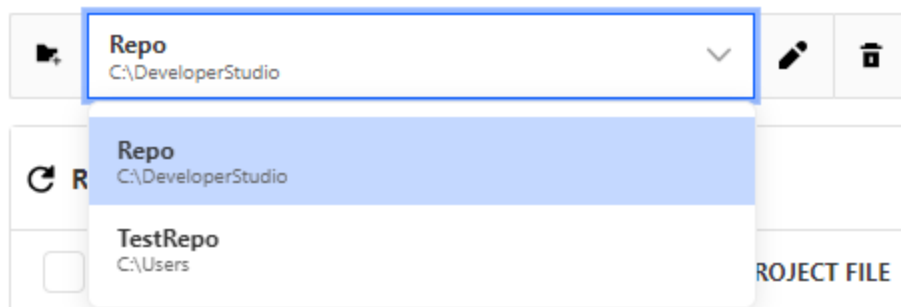 Repo
C:\DeveloperStudio
Repo
C:\DeveloperStudio
R
TestRepo
C:\Users
ROJECT FILE